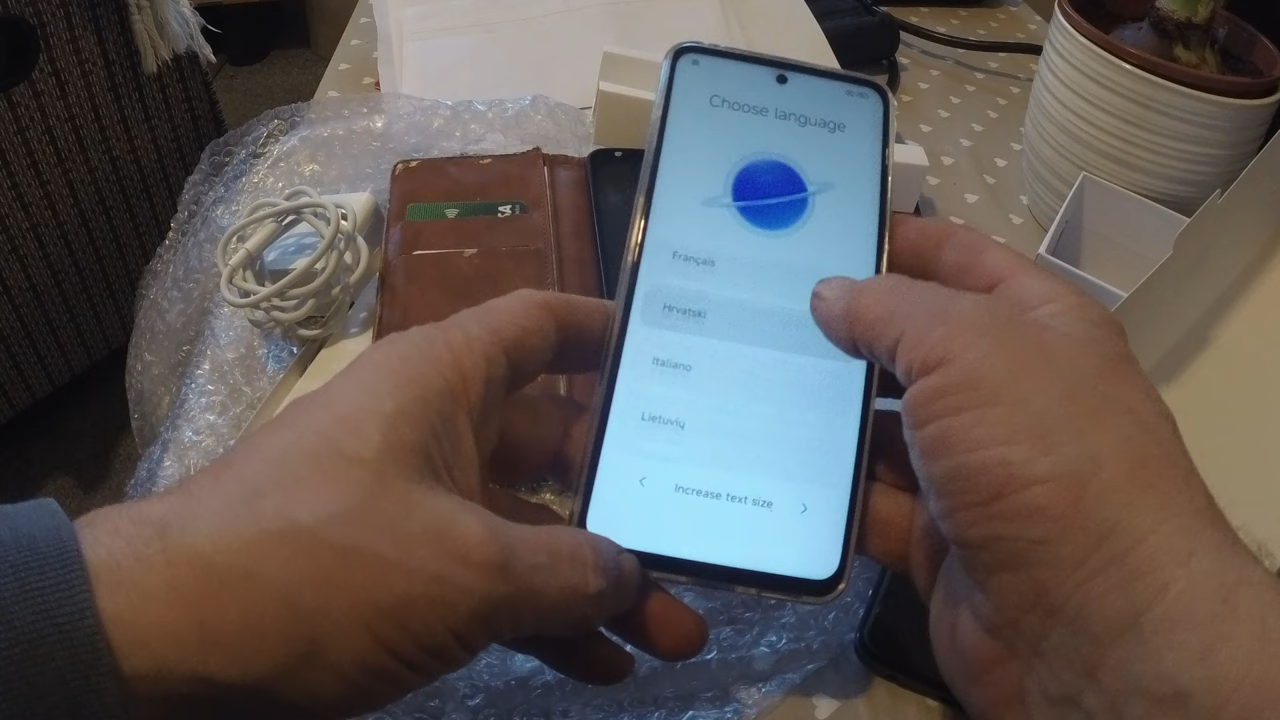 Choose language
Français
Hrvatski
Italiano
Lietuvių
< Increase text size >